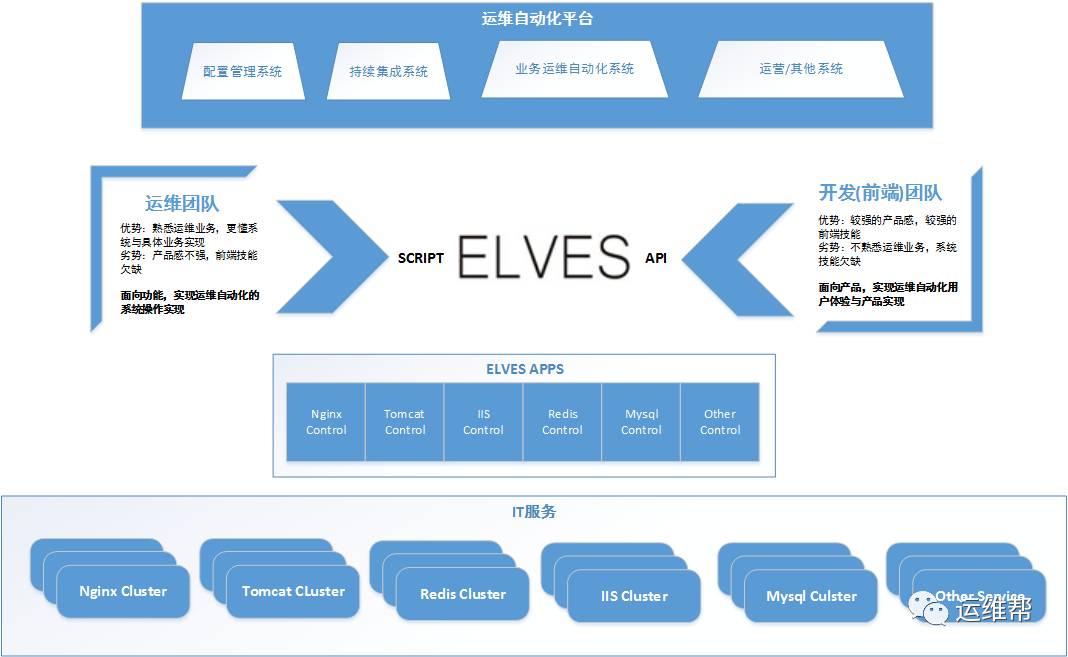 运维自动化平台
配置管理系统
持续集成系统
业务运维自动化系统
运营/其他系统
运维团队
优势：熟悉运维业务，更懂系
统与具体业务实现
劣势：产品感不强，前端技能
欠缺
面向功能，实现运维自动化的
系统操作实现
SCRIPT
ELVES
API
开发(前端)团队
优势：较强的产品感，较强的
前端技能
劣势：不熟悉运维业务，系统
技能欠缺
面向产品，实现运维自动化用
户体验与产品实现
ELVES APPS
Nginx
Control
Tomcat
Control
IIS
Control
Redis
Control
Mysql
Control
Other
Control
IT服务
Nginx Cluster
Tomcat CLuster
Redis Cluster
IIS Cluster
Mysql Culster
Other Service
运维帮